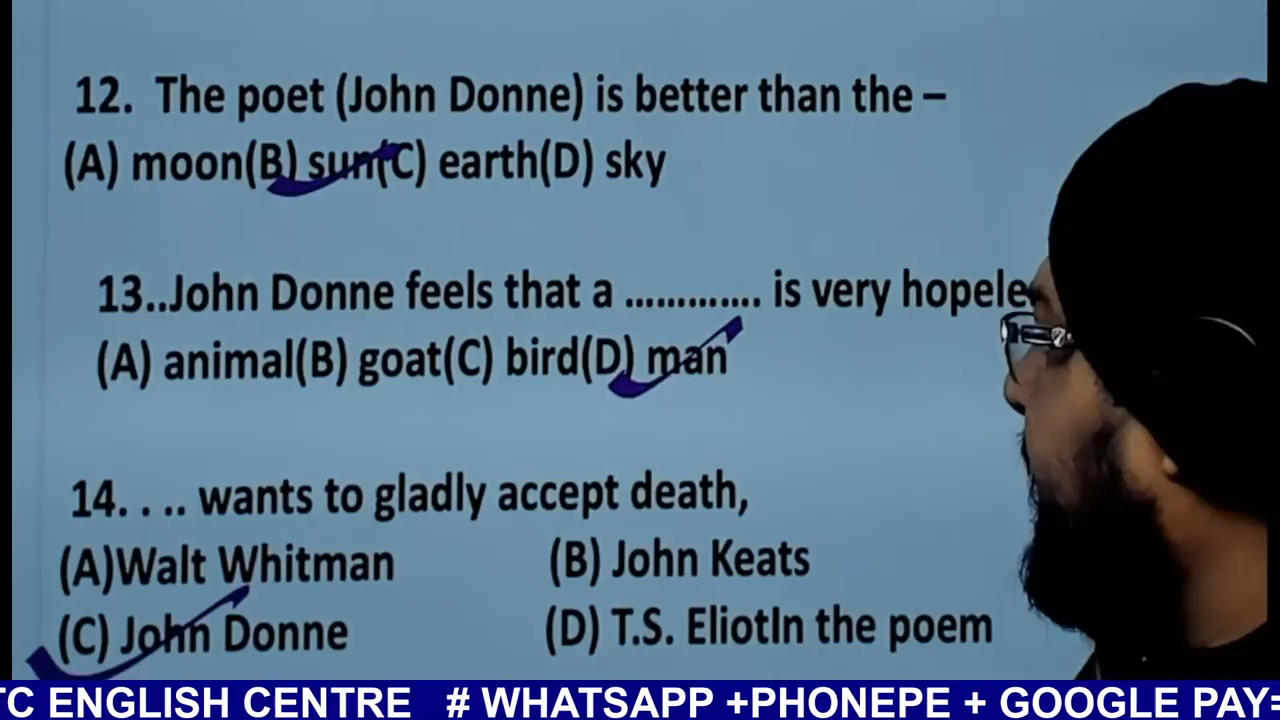 12. The poet (John Donne) is better than the –
(A) moon(B) sun(C) earth(D) sky
13..John Donne feels that a ............. is very
(A) animal(B) goat(C) bird(D) man
14. . .. wants to gladly accept death,
(A)Walt Whitman (B) John Keats
(C) John Donne (D) T.S. EliotIn the poem
ENGLISH CENTRE # WHATSAPP +PHONEPE + GOOGLE PAY=